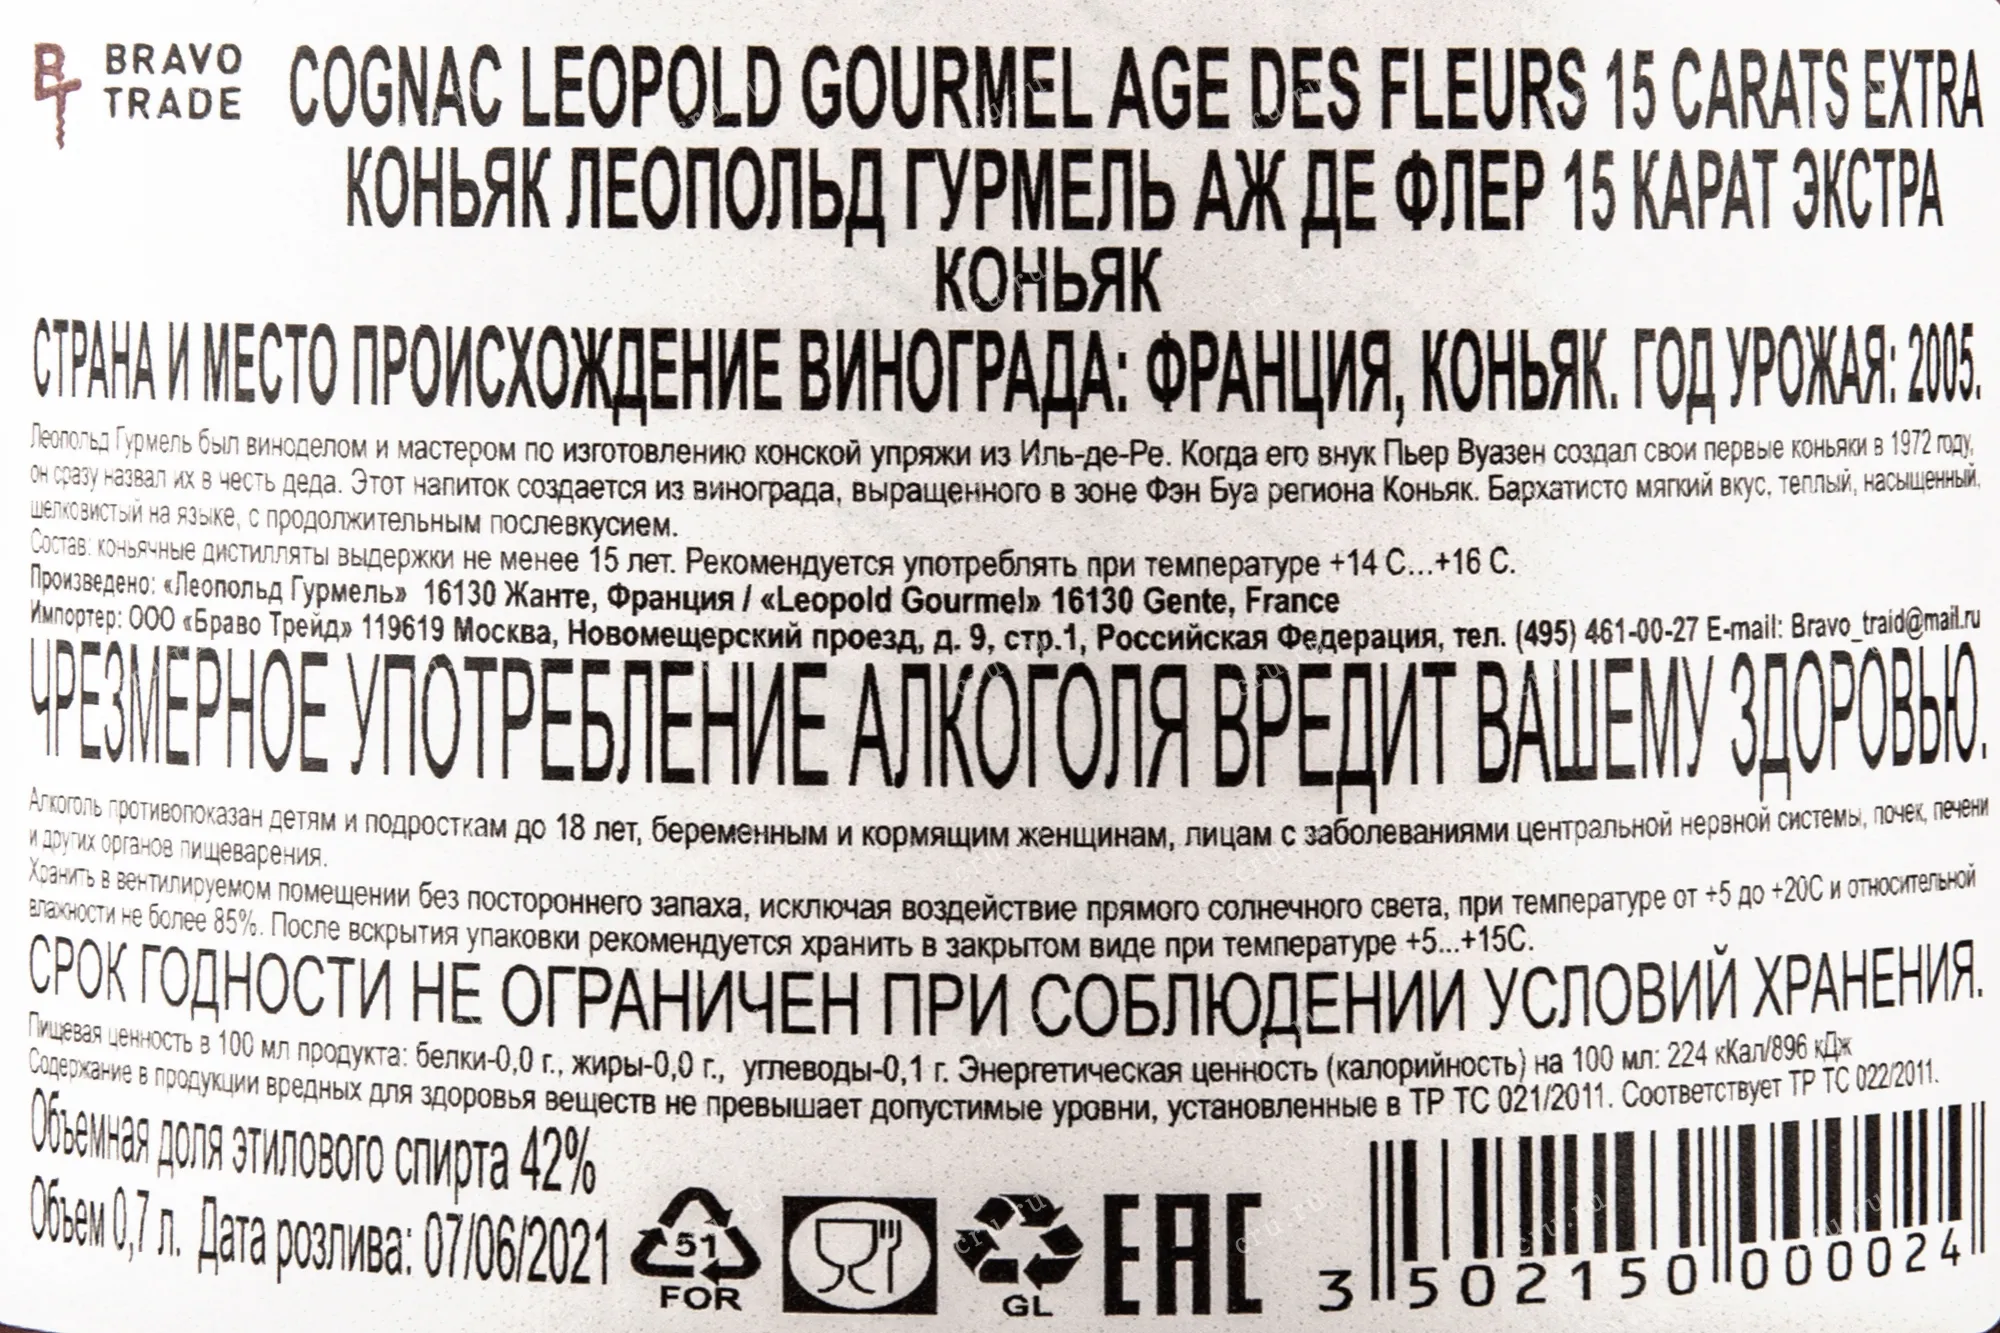 BRAVO
TRADE
COGNAC LEOPOLD GOURMEL AGE DES FLEURS 15 CARATS EXTRA
КОНЬЯК ЛЕОПОЛЬД ГУРМЕЛЬ АЖ ДЕ ФЛЕР 15 КАРАТ ЭКСТРА
КОНЬЯК
СТРАНА И МЕСТО ПРОИСХОЖДЕНИЕ ВИНОГРАДА: ФРАНЦИЯ, КОНЬЯК. ГОД УРОЖАЯ: 2005.
Леопольд Гурмель был виноделом и мастером по изготовлению конской упряжи из Иль-де-Ре. Когда его внук Пьер Вуазен создал свои первые коньяки в 1972 году,
он сразу назвал их в честь деда. Этот напиток создается из винограда, выращенного в зоне Фэн Буа региона Коньяк. Бархатисто мягкий вкус, теплый, насыщенный,
шелковистый на языке, с продолжительным послевкусием.
Состав: коньячные дистилляты выдержки не менее 15 лет. Рекомендуется употреблять при температуре +14 С...+16 С.
Произведено: «Леопольд Гурмель» 16130 Жанте, Франция / «Leopold Gourmel» 16130 Gente, France
Импортер: ООО «Браво Трейд» 119619 Москва, Новомещерский проезд, д. 9, стр.1, Российская Федерация, тел. (495) 461-00-27 E-mail: Bravo_traid@mail.ru
ЧРЕЗМЕРНОЕ УПОТРЕБЛЕНИЕ АЛКОГОЛЯ ВРЕДИТ ВАШЕМУ ЗДОРОВЬЮ.
Алкоголь противопоказан детям и подросткам до 18 лет, беременным и кормящим женщинам, лицам с заболеваниями центральной нервной системы, почек, печени
и других органов пищеварения.
Хранить в вентилируемом помещении без постороннего запаха, исключая воздействие прямого солнечного света, при температуре от +5 до +20С и относительной
влажности не более 85%. После вскрытия упаковки рекомендуется хранить в закрытом виде при температуре +5...+15С.
СРОК ГОДНОСТИ НЕ ОГРАНИЧЕН ПРИ СОБЛЮДЕНИИ УСЛОВИЙ ХРАНЕНИЯ.
Пищевая ценность в 100 мл продукта: белки-0,0 г., жиры-0,0 г., углеводы-0,1 г. Энергетическая ценность (калорийность) на 100 мл: 224 кКал/896 кДж
Содержание в продукции вредных для здоровья веществ не превышает допустимые уровни, установленные в ТР ТС 021/2011. Соответствует ТР ТС 022/2011.
Объемная доля этилового спирта 42%
Объем 0,7 л. Дата розлива: 07/06/2021
51
FOR
GL
EAC
3 502150 000024
cru.ru